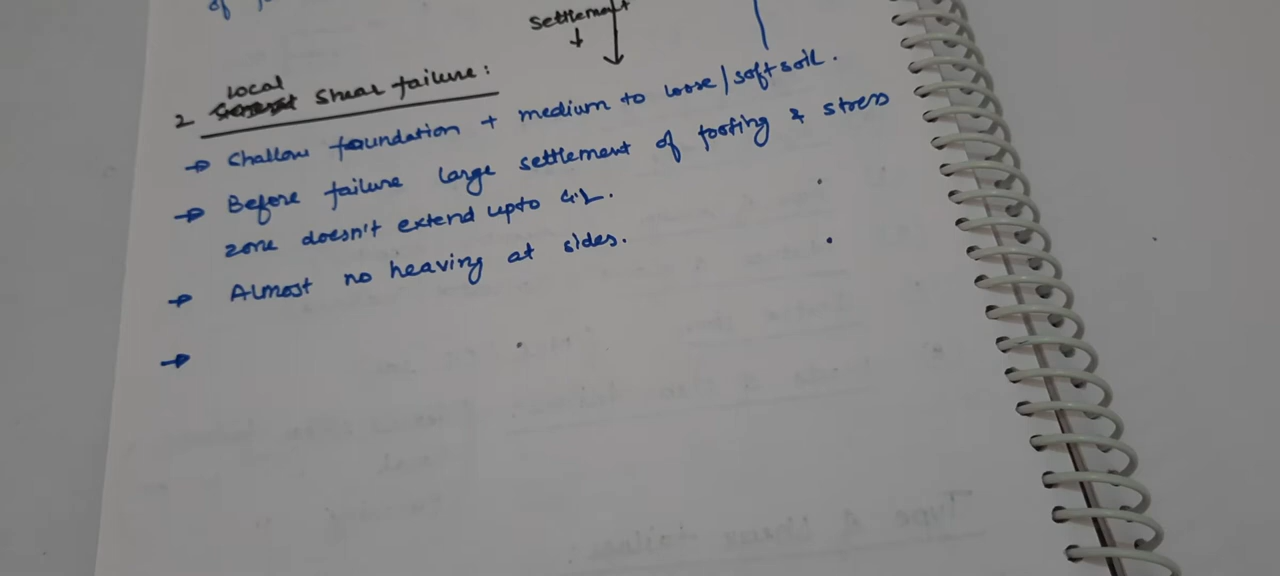 of
Settlement
2 Local Shear failure:
→ Shallow foundation + medium to loose/soft soil.
→ Before failure large settlement of footing & stress
zone doesn't extend upto G.L.
→ Almost no heaving at sides.
→